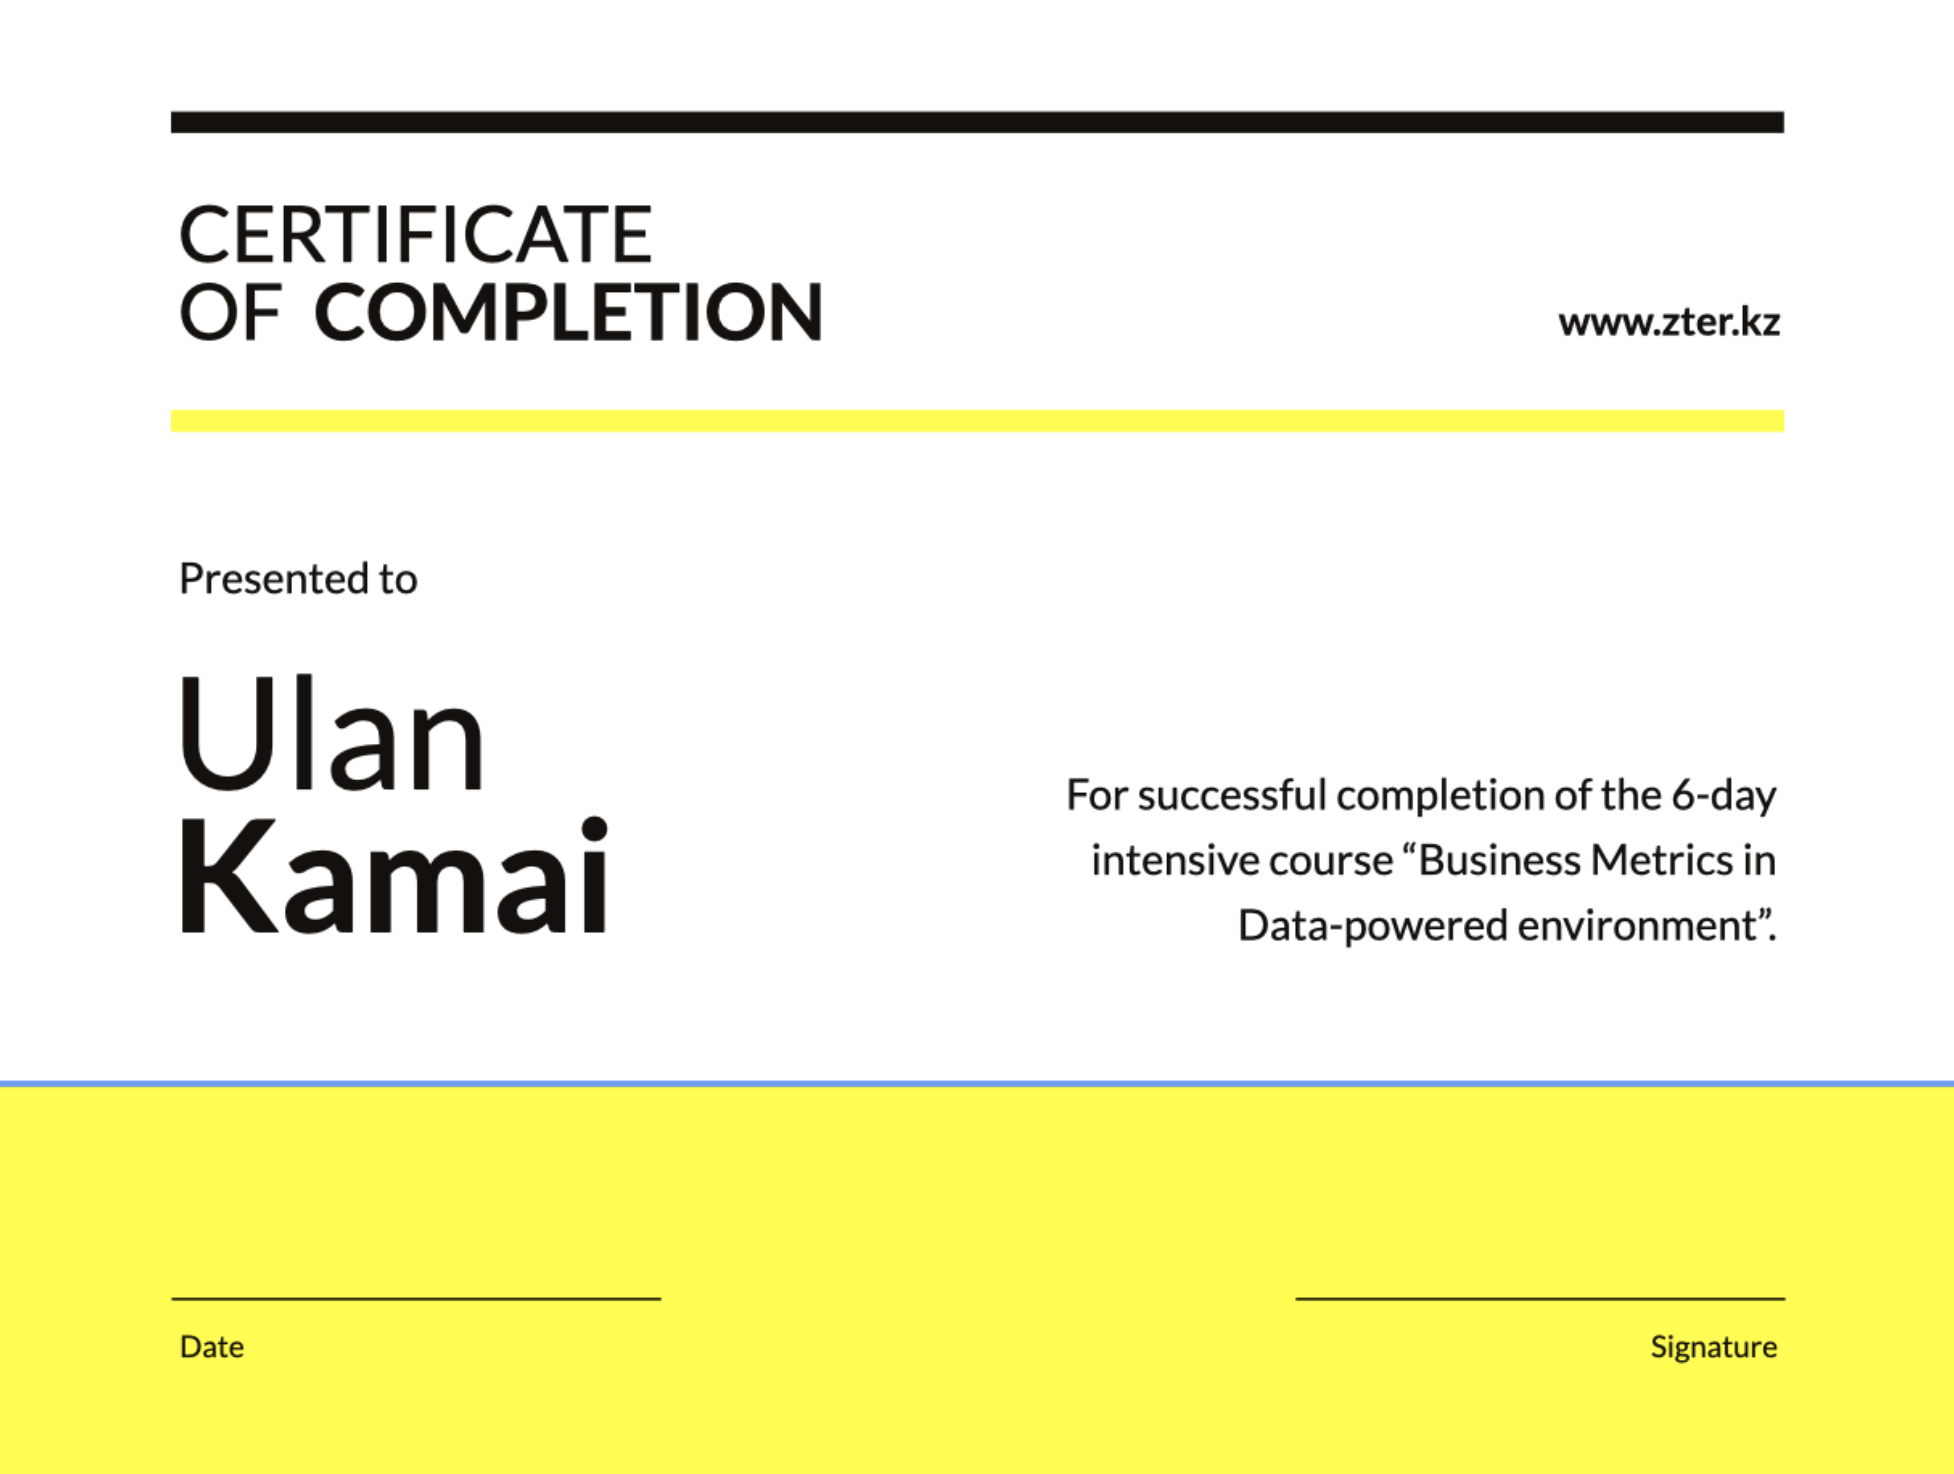 CERTIFICATE
OF COMPLETION
www.zter.kz
Presented to
Ulan
Kamai
For successful completion of the 6-day
intensive course “Business Metrics in
Data-powered environment”.
Date
Signature